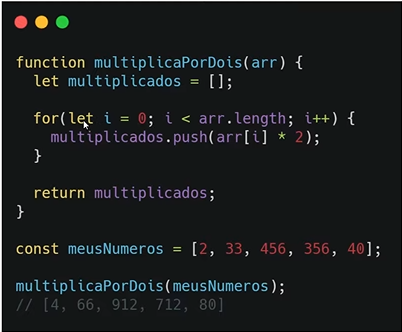 function multiplicaPorDois(arr) {
  let multiplicados = [];
  for(let i = 0; i < arr.length; i++) {
    multiplicados.push(arr[i] * 2);
  }
  return multiplicados;
}
const meusNumeros = [2, 33, 456, 356, 40];
multiplicaPorDois(meusNumeros);
// [4, 66, 912, 712, 80]